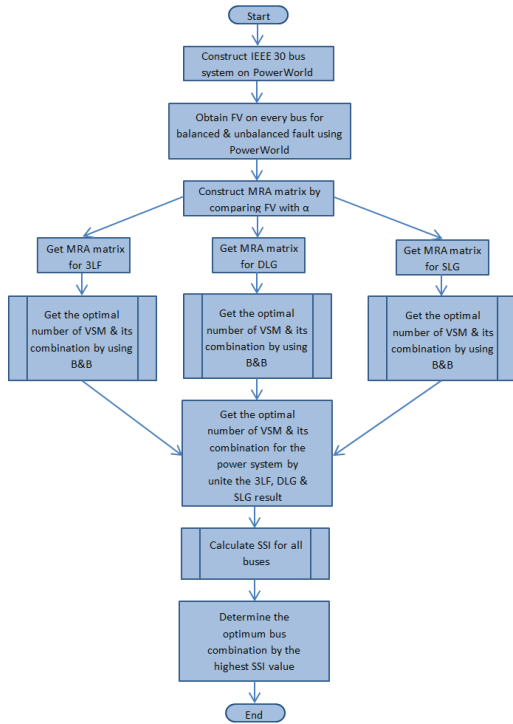 Start
Construct IEEE 30 bus
system on PowerWorld
Obtain FV on every bus for
balanced & unbalanced fault using
PowerWorld
Construct MRA matrix by
comparing FV with α
Get MRA matrix
for 3LF
Get MRA matrix
for DLG
Get MRA matrix
for SLG
Get the optimal
number of VSM & its
combination by using
B&B
Get the optimal
number of VSM & its
combination by using
B&B
Get the optimal
number of VSM & its
combination by using
B&B
Get the optimal
number of VSM & its
combination for the
power system by
unite the 3LF, DLG &
SLG result
Calculate SSI for all
buses
Determine the
optimum bus
combination by the
highest SSI value
End